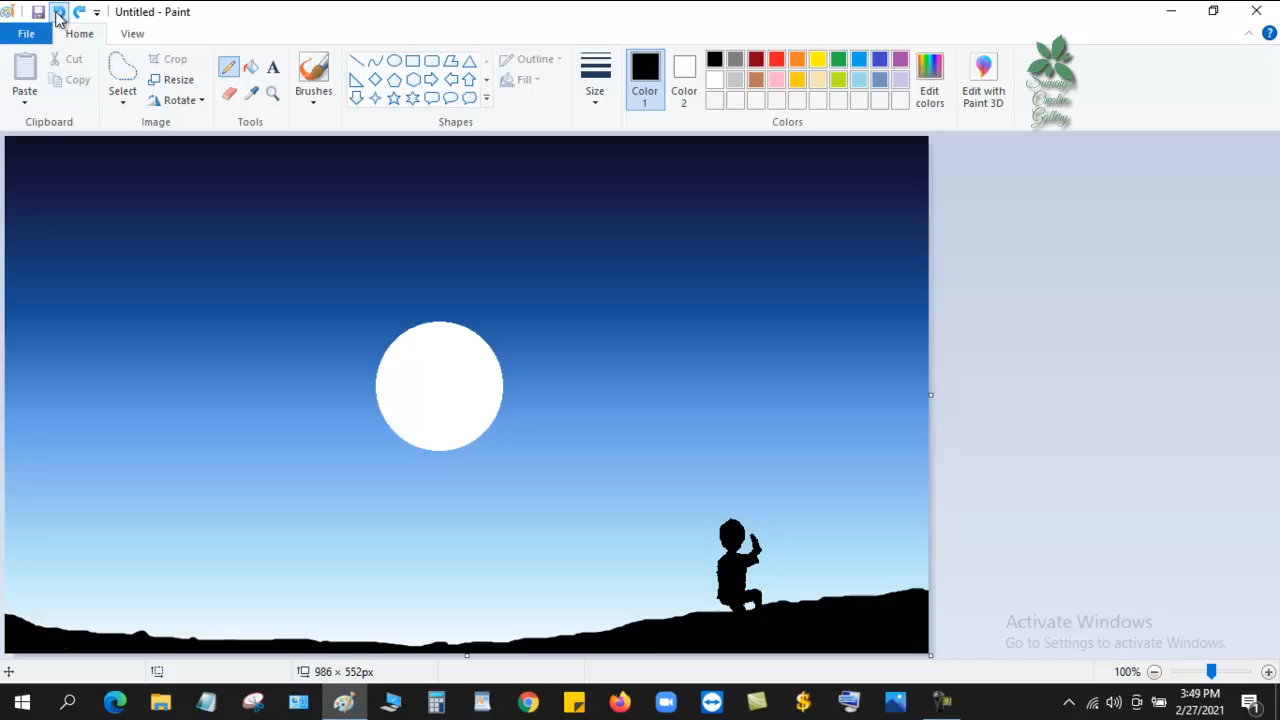 Untitled - Paint
File
Home
View
Paste
Cut
Copy
Clipboard
Select
Crop
Resize
Rotate
Image
A
Tools
Brushes
Shapes
Outline
Fill
Size
Color 1
Color 2
Edit colors
Colors
Edit with Paint 3D
Creative
Gallery
Activate Windows
Go to Settings to activate Windows.
986 × 552px
100%
3:49 PM
2/27/2021